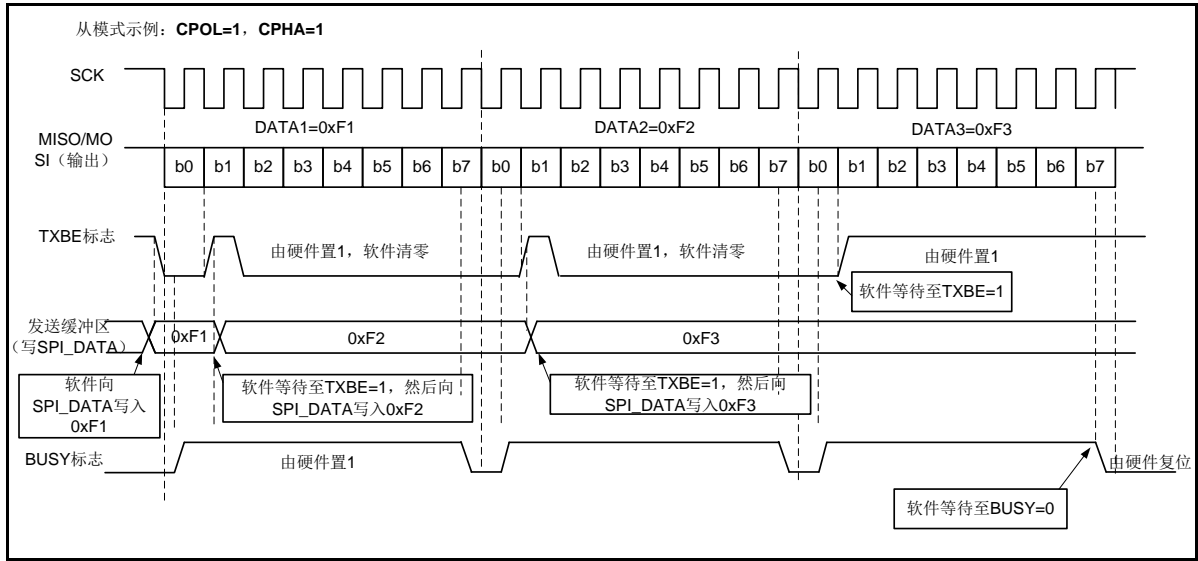 从模式示例：CPOL=1，CPHA=1
SCK
DATA1=0xF1 DATA2=0xF2 DATA3=0xF3
MISO/MO
SI（输出）
b0 b1 b2 b3 b4 b5 b6 b7 b0 b1 b2 b3 b4 b5 b6 b7 b0 b1 b2 b3 b4 b5 b6 b7
TXBE标志
由硬件置1，软件清零 由硬件置1，软件清零 由硬件置1
软件等待至TXBE=1
发送缓冲区
（写SPI_DATA）
0xF1 0xF2 0xF3
软件向
SPI_DATA写入
0xF1
软件等待至TXBE=1，然后向
SPI_DATA写入0xF2
软件等待至TXBE=1，然后向
SPI_DATA写入0xF3
BUSY标志
由硬件置1
由硬件复位
软件等待至BUSY=0